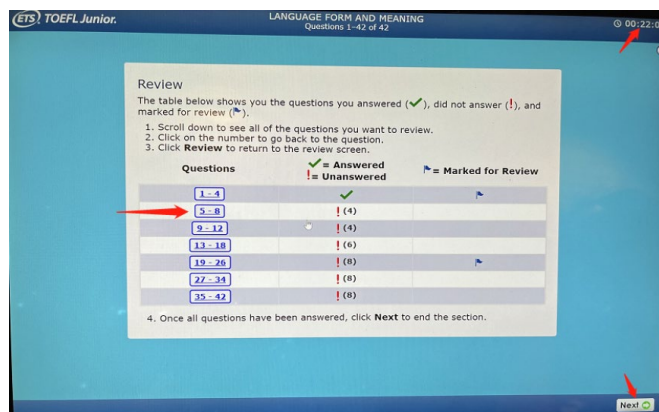 ETS TOEFL Junior.
LANGUAGE FORM AND MEANING
Questions 1-42 of 42
00:22:0
Review
The table below shows you the questions you answered (✓), did not answer (!), and
marked for review ( ).
1. Scroll down to see all of the questions you want to review.
2. Click on the number to go back to the question.
3. Click Review to return to the review screen.
Questions ✓= Answered != Unanswered = Marked for Review
1 - 4 ✓
5 - 8 ! (4)
9 - 12 ! (4)
13 - 18 ! (6)
19 - 26 ! (8)
27 - 34 ! (8)
35 - 42 ! (8)
4. Once all questions have been answered, click Next to end the section.
Next